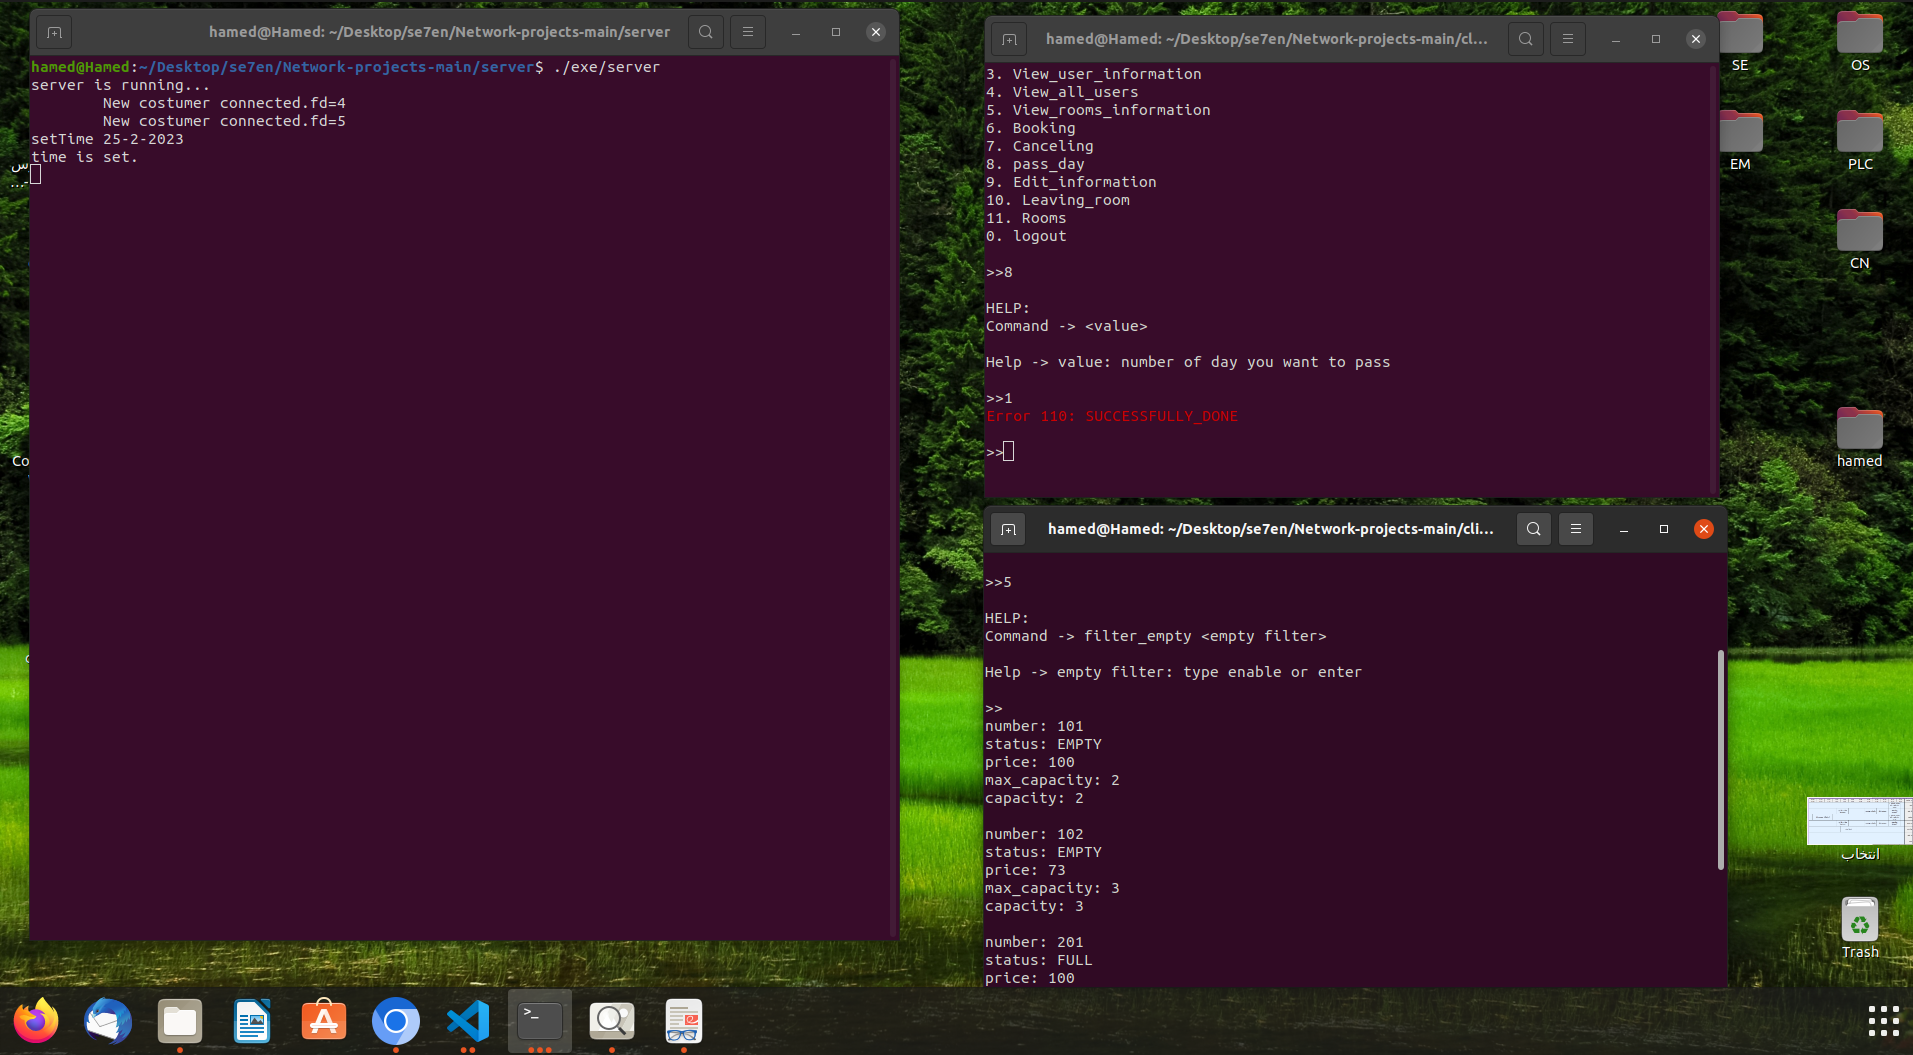 hamed@Hamed: ~/Desktop/se7en/Network-projects-main/server
hamed@Hamed:~/Desktop/se7en/Network-projects-main/server$ ./exe/server
server is running...
New costumer connected.fd=4
New costumer connected.fd=5
setTime 25-2-2023
time is set.
hamed@Hamed: ~/Desktop/se7en/Network-projects-main/cl...
3. View_user_information
4. View_all_users
5. View_rooms_information
6. Booking
7. Canceling
8. pass_day
9. Edit_information
10. Leaving_room
11. Rooms
0. logout
>>8
HELP:
Command -> <value>
Help -> value: number of day you want to pass
>>1
Error 110: SUCCESSFULLY_DONE
>>
hamed@Hamed: ~/Desktop/se7en/Network-projects-main/cli...
>>5
HELP:
Command -> filter_empty <empty filter>
Help -> empty filter: type enable or enter
>>
number: 101
status: EMPTY
price: 100
max_capacity: 2
capacity: 2
number: 102
status: EMPTY
price: 73
max_capacity: 3
capacity: 3
number: 201
status: FULL
price: 100
SE
OS
EM
PLC
CN
hamed
انتخاب
Trash
Co